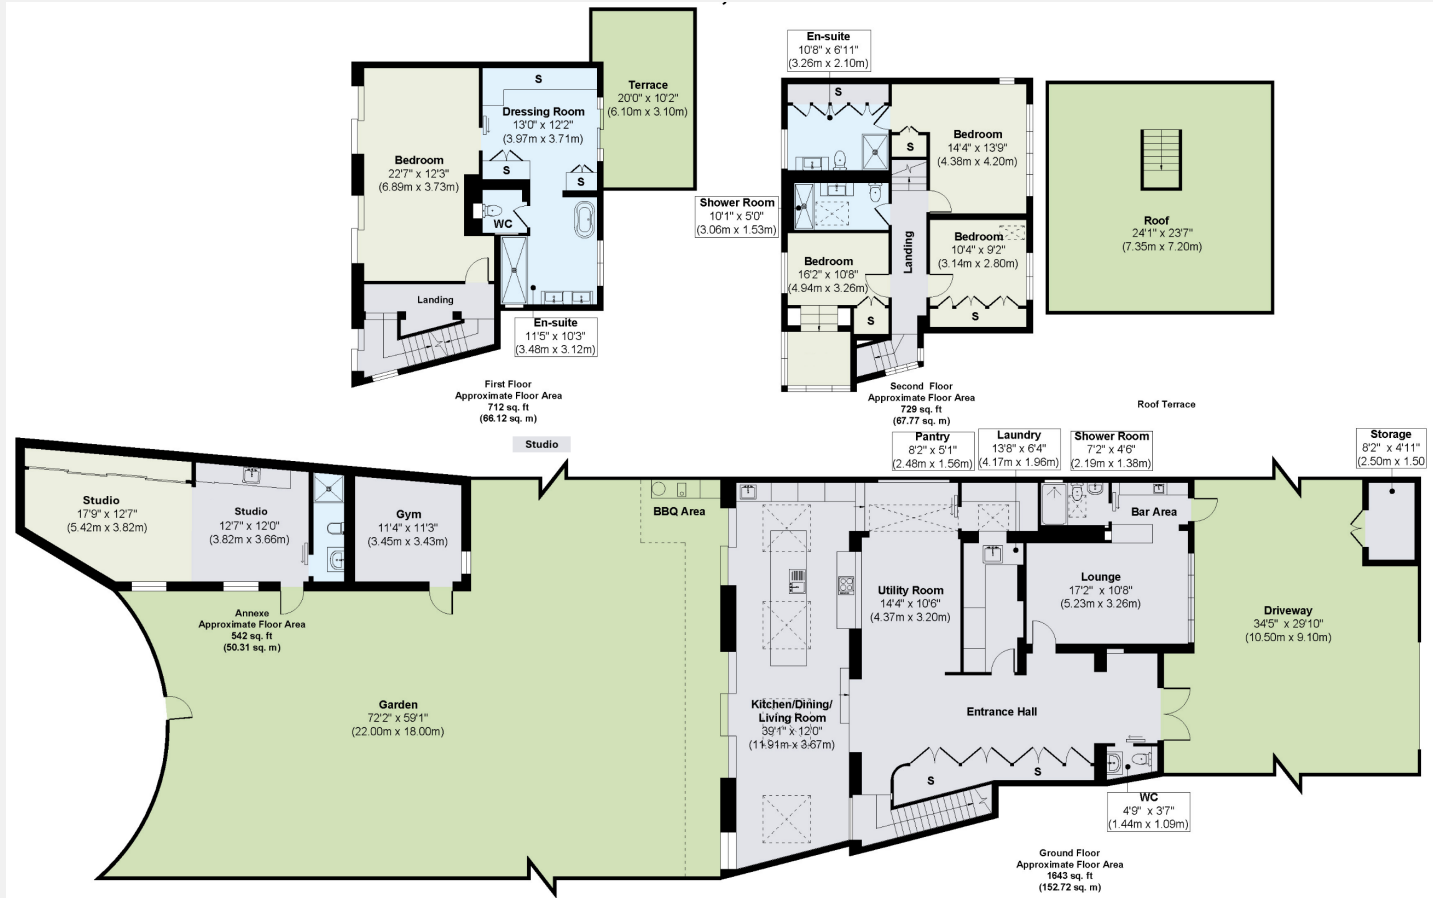 Terrace
20'0" x 10'2"
(6.10m x 3.10m)
S
Dressing Room
13'0" x 12'2"
(3.97m x 3.71m)
Bedroom
22'7" x 12'3"
(6.89m x 3.73m)
S
S
WC
Landing
En-suite
11'5" x 10'3"
(3.48m x 3.12m)
First Floor
Approximate Floor Area
712 sq. ft
(66.12 sq. m)
En-suite
10'8" x 6'11"
(3.26m x 2.10m)
S
Bedroom
14'4" x 13'9"
(4.38m x 4.20m)
S
Shower Room
10'1" x 5'0"
(3.06m x 1.53m)
Landing
Bedroom
10'4" x 9'2"
(3.14m x 2.80m)
Bedroom
16'2" x 10'8"
(4.94m x 3.26m)
S
S
Second Floor
Approximate Floor Area
729 sq. ft
(67.77 sq. m)
Roof
24'1" x 23'7"
(7.35m x 7.20m)
Roof Terrace
Studio
Studio
17'9" x 12'7"
(5.42m x 3.82m)
Studio
12'7" x 12'0"
(3.82m x 3.66m)
Gym
11'4" x 11'3"
(3.45m x 3.43m)
Annexe
Approximate Floor Area
542 sq. ft
(50.31 sq. m)
BBQ Area
Garden
72'2" x 59'1"
(22.00m x 18.00m)
Pantry
8'2" x 5'1"
(2.48m x 1.56m)
Laundry
13'8" x 6'4"
(4.17m x 1.96m)
Shower Room
7'2" x 4'6"
(2.19m x 1.38m)
Storage
8'2" x 4'11"
(2.50m x 1.50
Bar Area
Utility Room
14'4" x 10'6"
(4.37m x 3.20m)
Lounge
17'2" x 10'8"
(5.23m x 3.26m)
Driveway
34'5" x 29'10"
(10.50m x 9.10m)
Kitchen/Dining/
Living Room
39'1" x 12'0"
(11.91m x 3.67m)
Entrance Hall
S
S
WC
4'9" x 3'7"
(1.44m x 1.09m)
Ground Floor
Approximate Floor Area
1643 sq. ft
(152.72 sq. m)